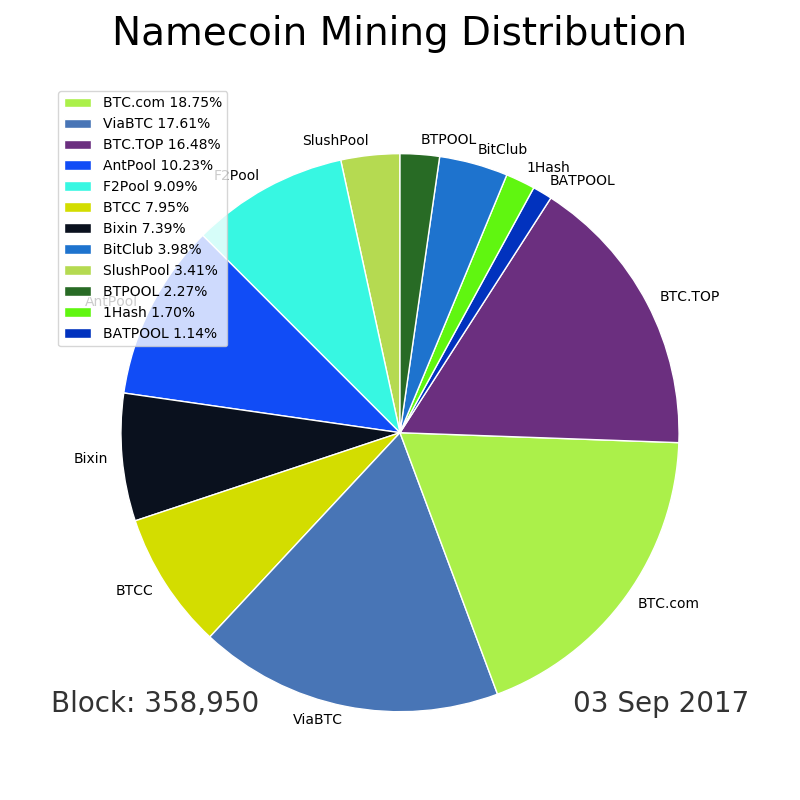 Namecoin Mining Distribution
BTC.com 18.75%
ViaBTC 17.61%
BTC.TOP 16.48%
AntPool 10.23%
F2Pool 9.09%
BTCC 7.95%
Bixin 7.39%
BitClub 3.98%
SlushPool 3.41%
BTPOOL 2.27%
1Hash 1.70%
BATPOOL 1.14%
SlushPool
BTPOOL
BitClub
1Hash
BATPOOL
F2Pool
BTC.TOP
AntPool
Bixin
BTCC
BTC.com
ViaBTC
Block: 358,950
03 Sep 2017